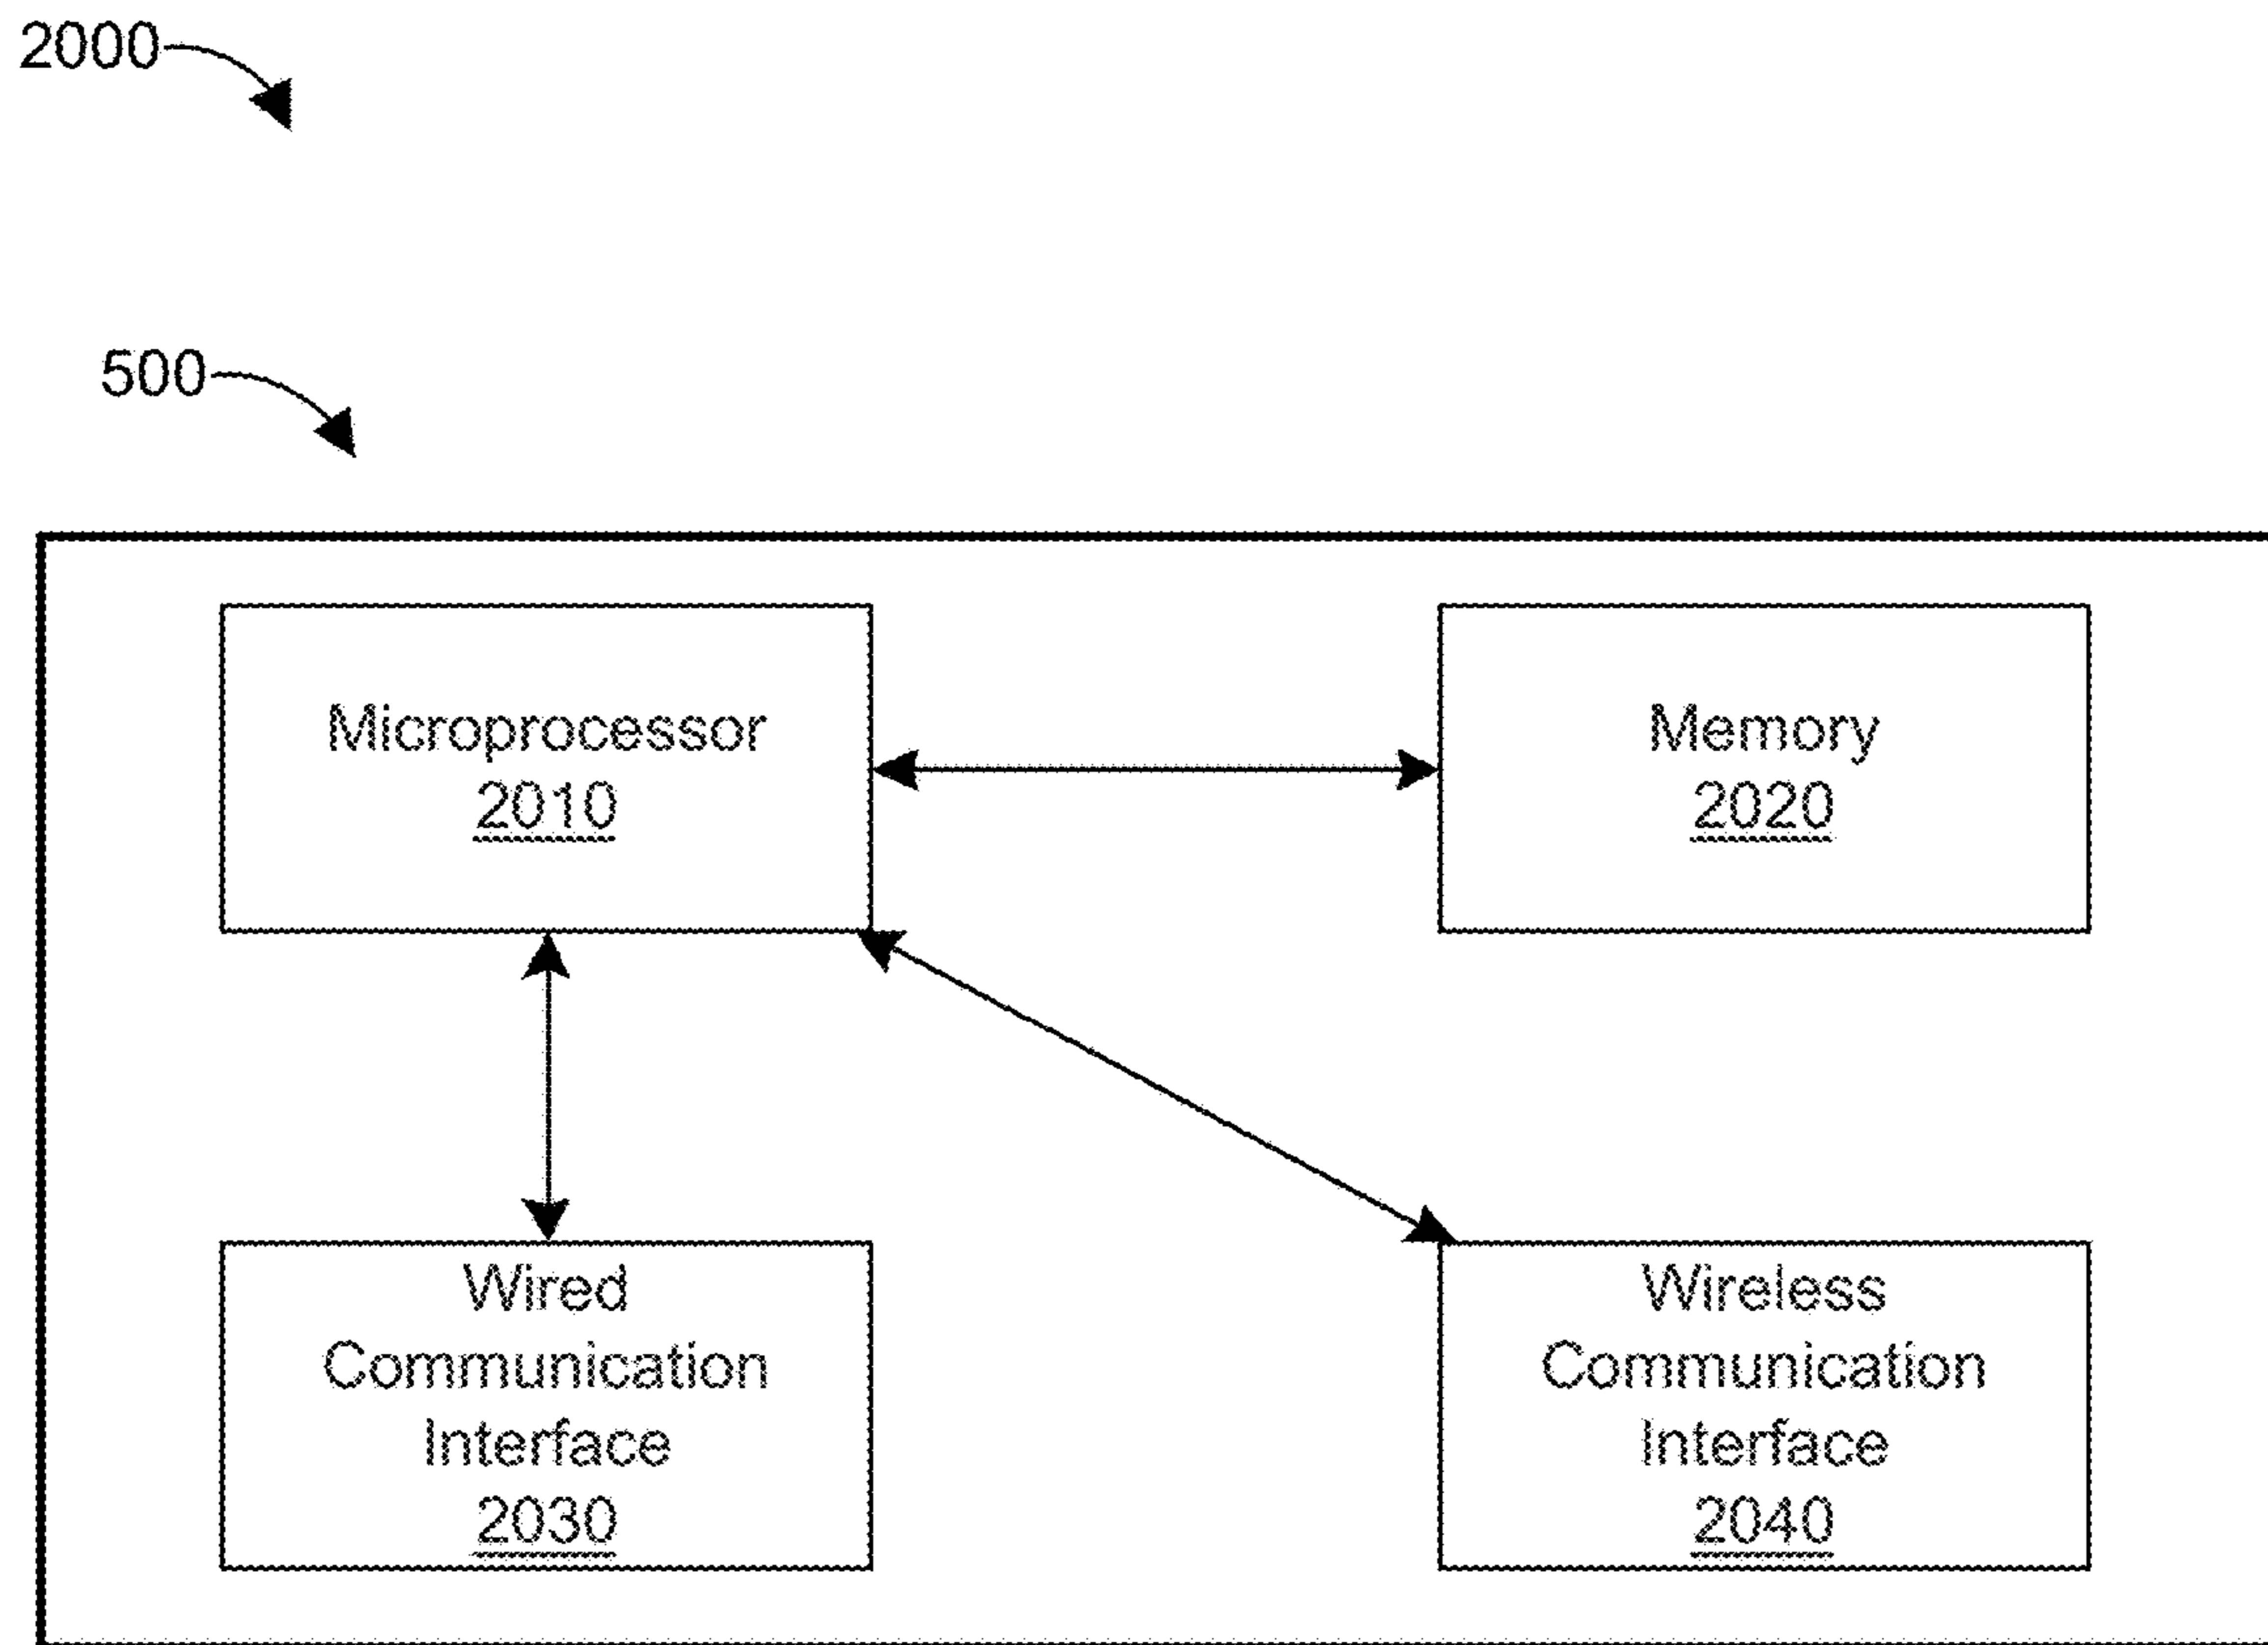 2000
500
Microprocessor
2010
Memory
2020
Wired
Communication
Interface
2030
Wireless
Communication
Interface
2040